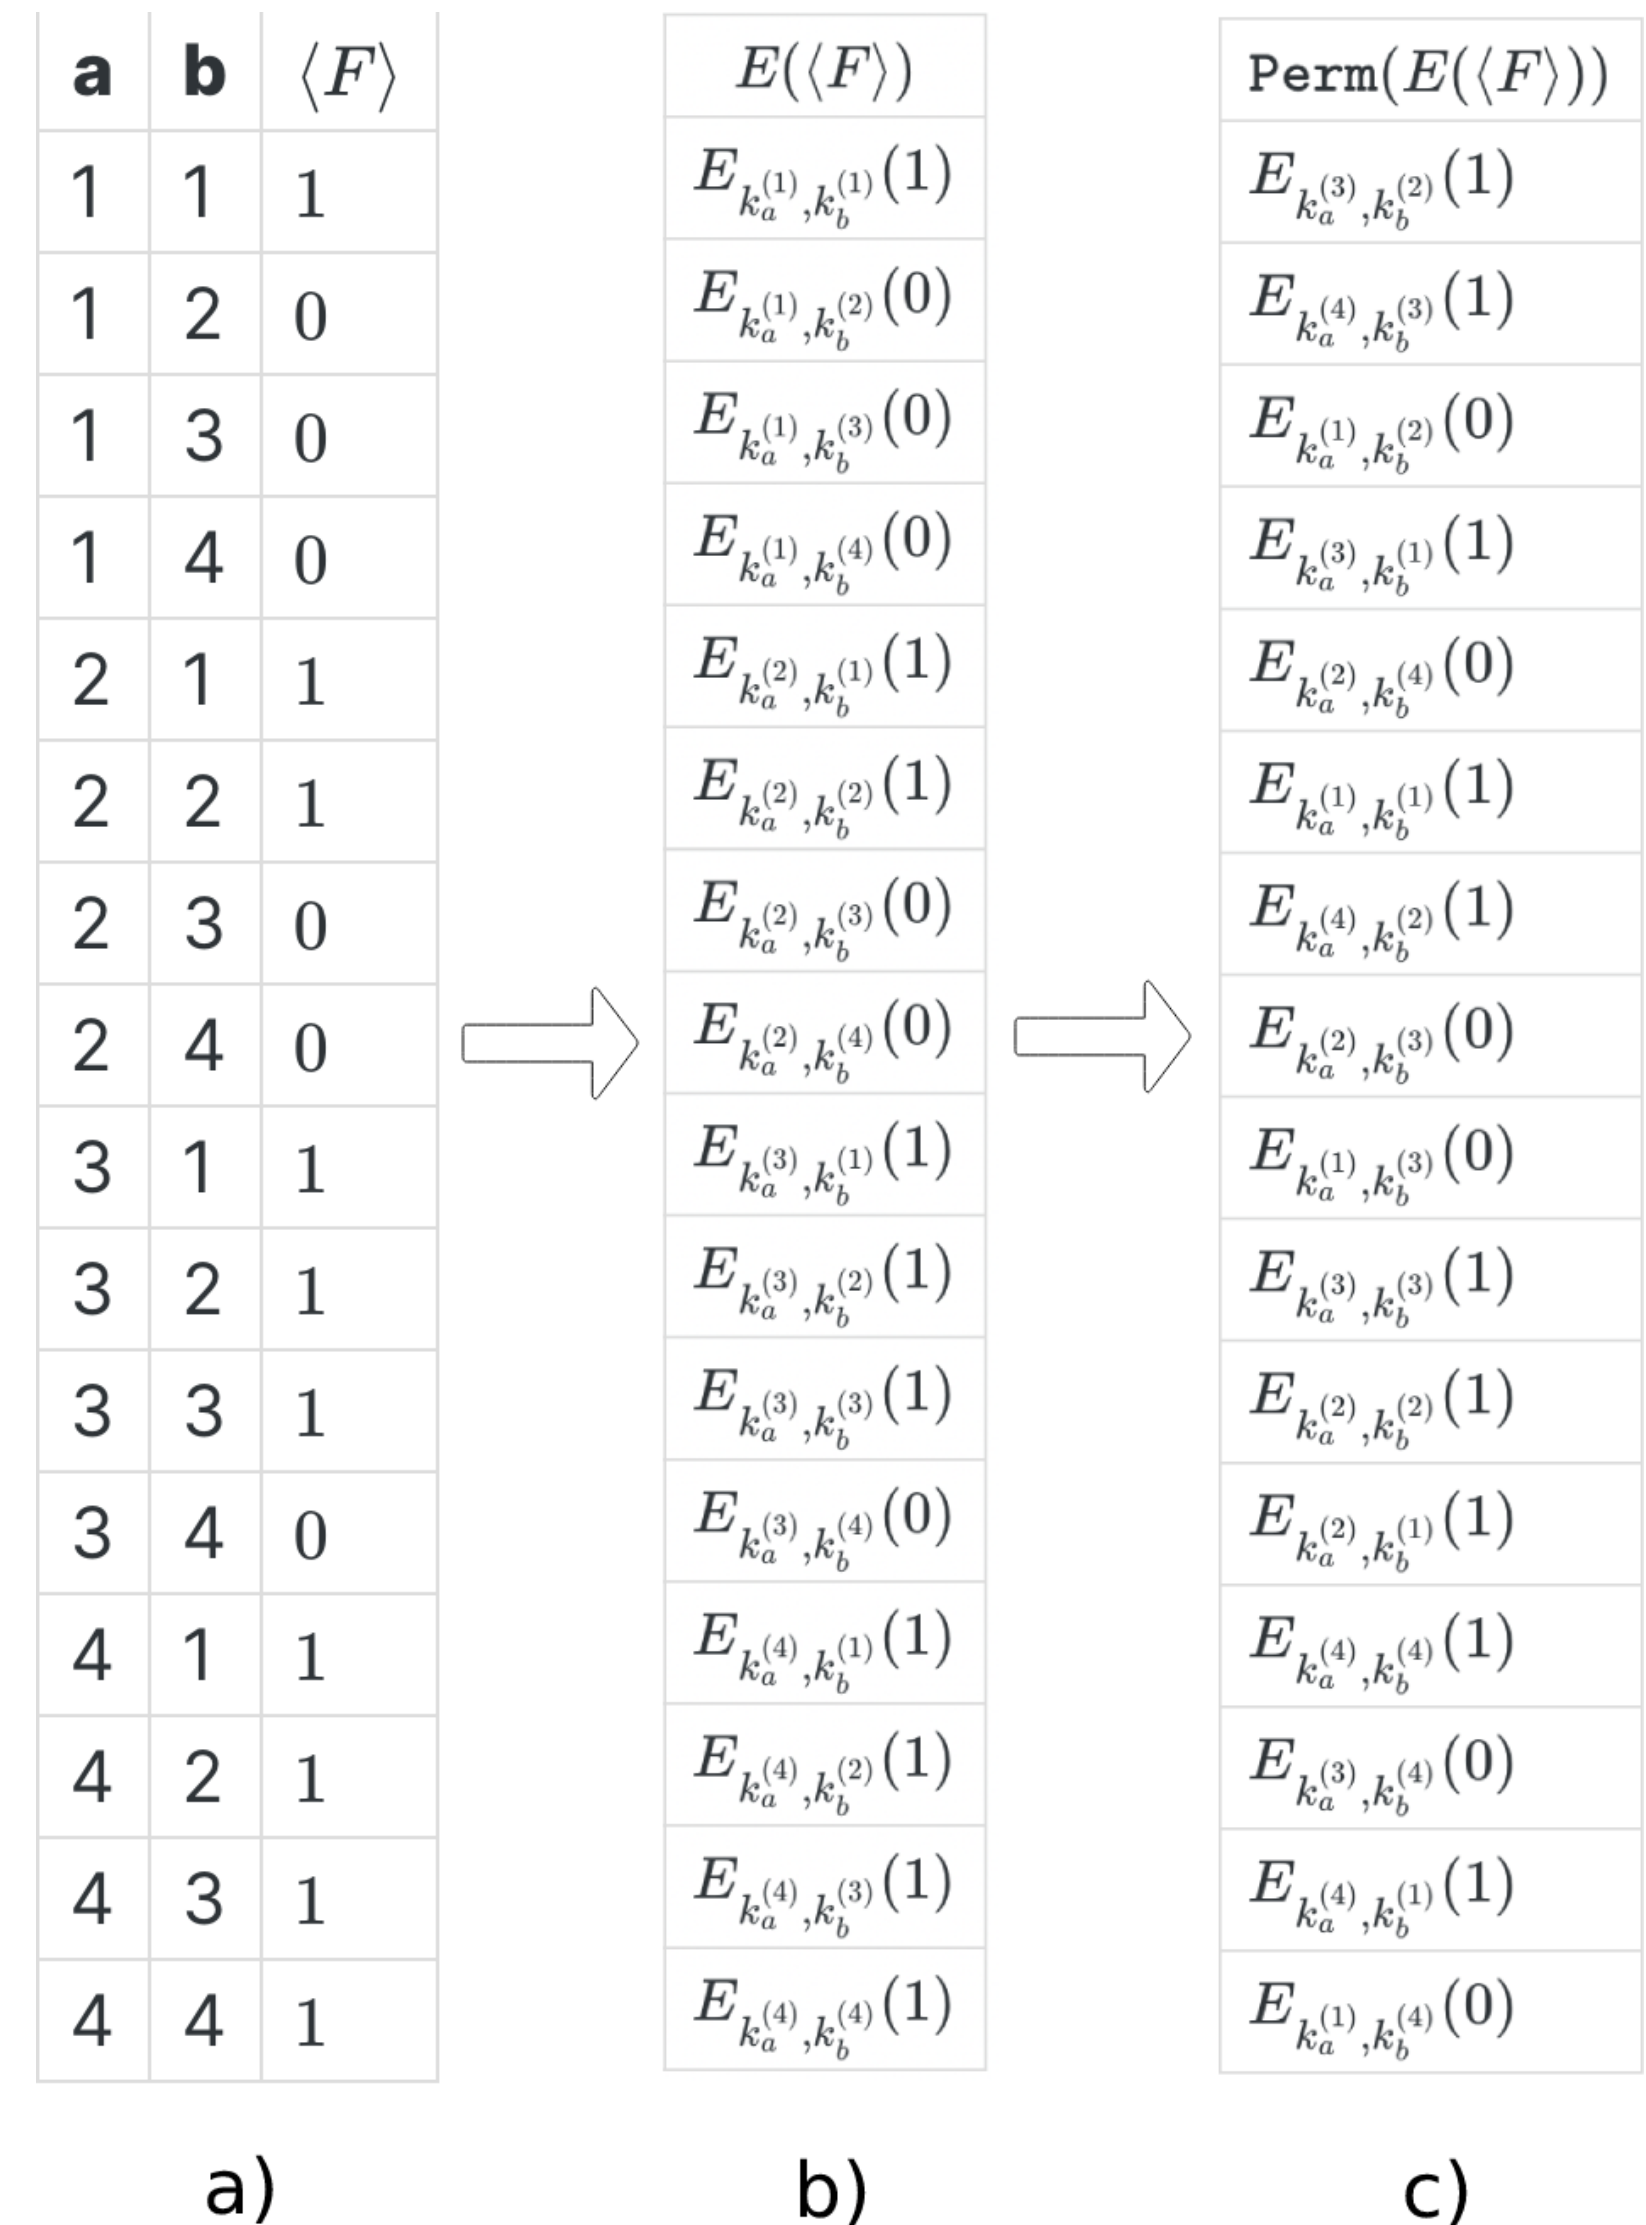 a b ⟨F⟩
1 1 1
1 2 0
1 3 0
1 4 0
2 1 1
2 2 1
2 3 0
2 4 0
3 1 1
3 2 1
3 3 1
3 4 0
4 1 1
4 2 1
4 3 1
4 4 1
a)
E(⟨F⟩)
E_{k_a^{(1)},k_b^{(1)}}(1)
E_{k_a^{(1)},k_b^{(2)}}(0)
E_{k_a^{(1)},k_b^{(3)}}(0)
E_{k_a^{(1)},k_b^{(4)}}(0)
E_{k_a^{(2)},k_b^{(1)}}(1)
E_{k_a^{(2)},k_b^{(2)}}(1)
E_{k_a^{(2)},k_b^{(3)}}(0)
E_{k_a^{(2)},k_b^{(4)}}(0)
E_{k_a^{(3)},k_b^{(1)}}(1)
E_{k_a^{(3)},k_b^{(2)}}(1)
E_{k_a^{(3)},k_b^{(3)}}(1)
E_{k_a^{(3)},k_b^{(4)}}(0)
E_{k_a^{(4)},k_b^{(1)}}(1)
E_{k_a^{(4)},k_b^{(2)}}(1)
E_{k_a^{(4)},k_b^{(3)}}(1)
E_{k_a^{(4)},k_b^{(4)}}(1)
b)
Perm(E(⟨F⟩))
E_{k_a^{(3)},k_b^{(2)}}(1)
E_{k_a^{(4)},k_b^{(3)}}(1)
E_{k_a^{(1)},k_b^{(2)}}(0)
E_{k_a^{(3)},k_b^{(1)}}(1)
E_{k_a^{(2)},k_b^{(4)}}(0)
E_{k_a^{(1)},k_b^{(1)}}(1)
E_{k_a^{(4)},k_b^{(2)}}(1)
E_{k_a^{(2)},k_b^{(3)}}(0)
E_{k_a^{(1)},k_b^{(3)}}(0)
E_{k_a^{(3)},k_b^{(3)}}(1)
E_{k_a^{(2)},k_b^{(2)}}(1)
E_{k_a^{(2)},k_b^{(1)}}(1)
E_{k_a^{(4)},k_b^{(4)}}(1)
E_{k_a^{(3)},k_b^{(4)}}(0)
E_{k_a^{(4)},k_b^{(1)}}(1)
E_{k_a^{(1)},k_b^{(4)}}(0)
c)